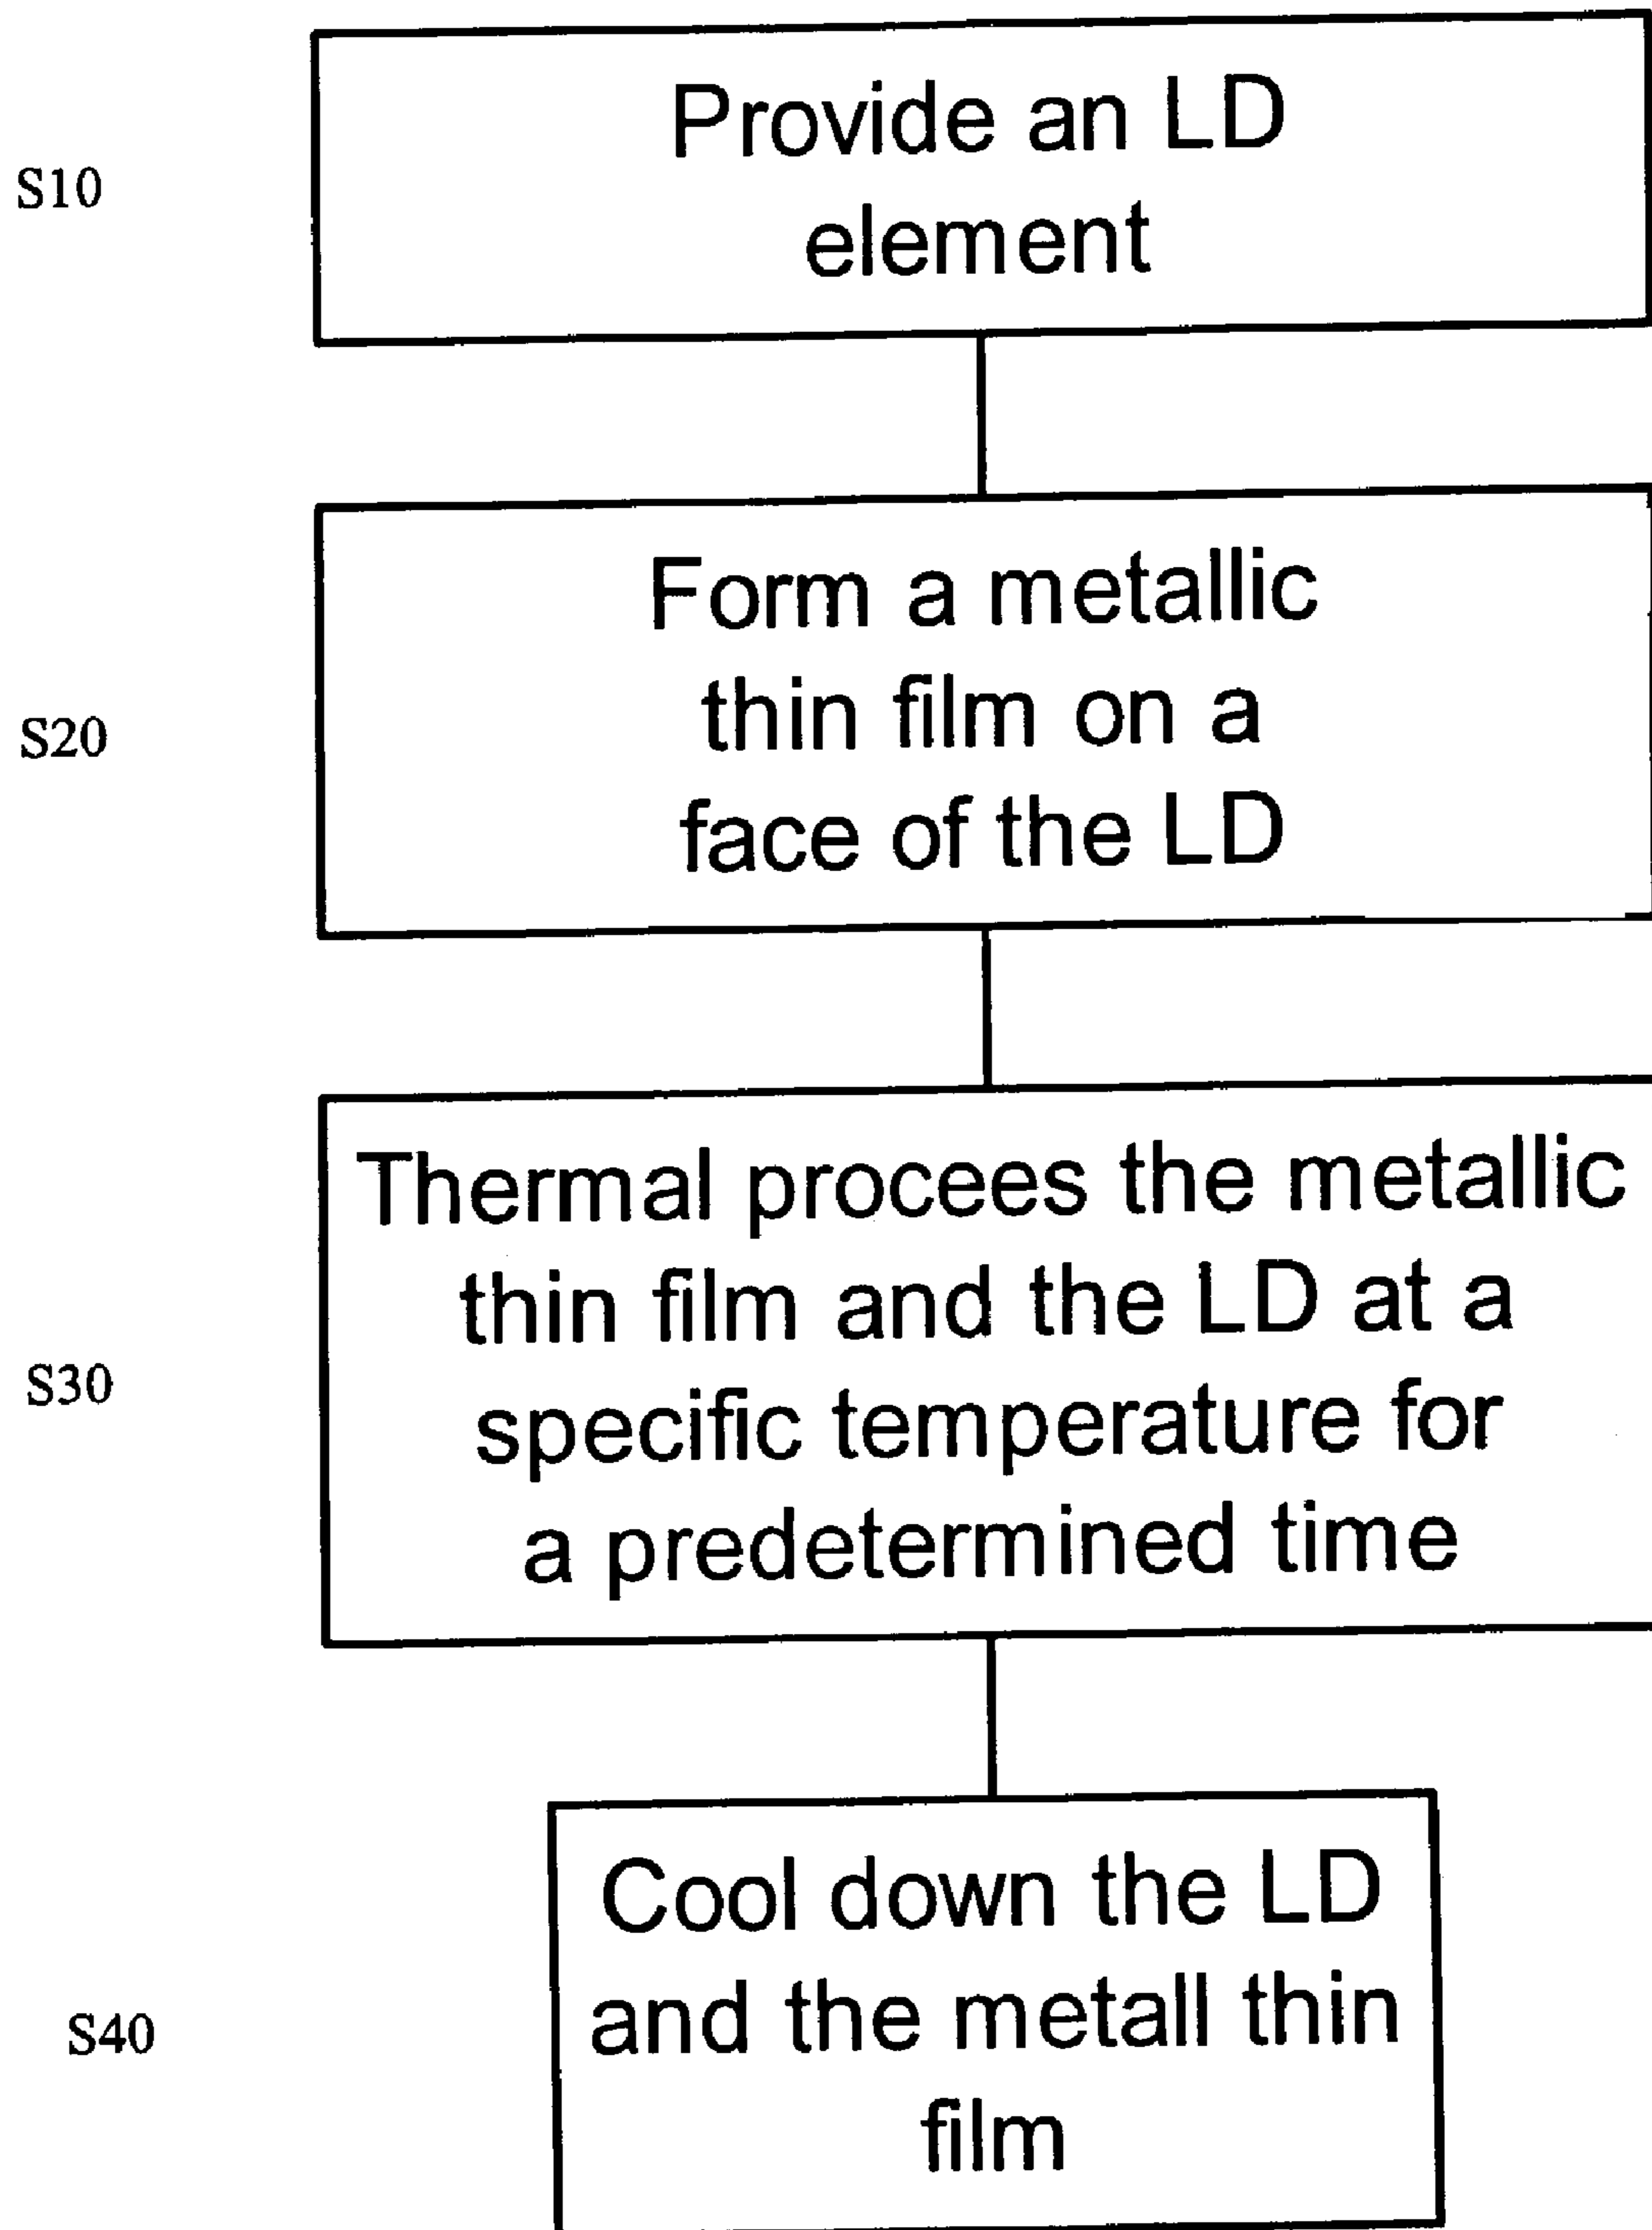 S10
Provide an LD
element
S20
Form a metallic
thin film on a
face of the LD
S30
Thermal procees the metallic
thin film and the LD at a
specific temperature for
a predetermined time
S40
Cool down the LD
and the metall thin
film